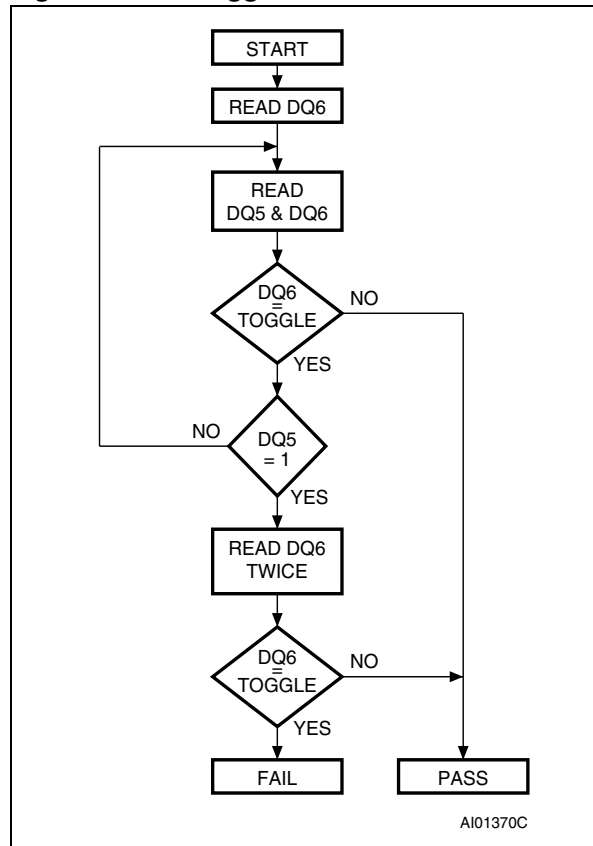 START
READ DQ6
READ
DQ5 & DQ6
DQ6
=
TOGGLE
NO
YES
NO
DQ5
= 1
YES
READ DQ6
TWICE
DQ6
=
TOGGLE
NO
YES
FAIL
PASS
AI01370C